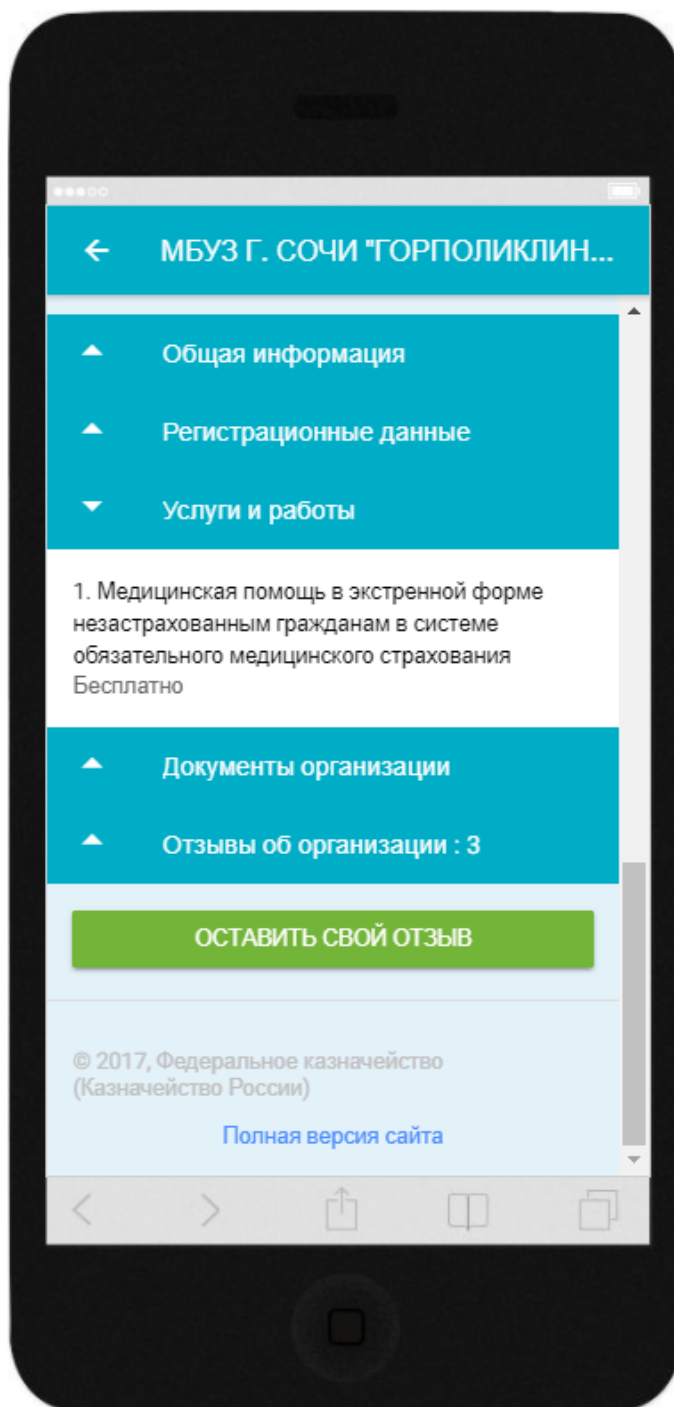 МБУЗ Г. СОЧИ "ГОРПОЛИКЛИН...
Общая информация
Регистрационные данные
Услуги и работы
1. Медицинская помощь в экстренной форме
незастрахованным гражданам в системе
обязательного медицинского страхования
Бесплатно
Документы организации
Отзывы об организации : 3
ОСТАВИТЬ СВОЙ ОТЗЫВ
© 2017, Федеральное казначейство
(Казначейство России)
Полная версия сайта